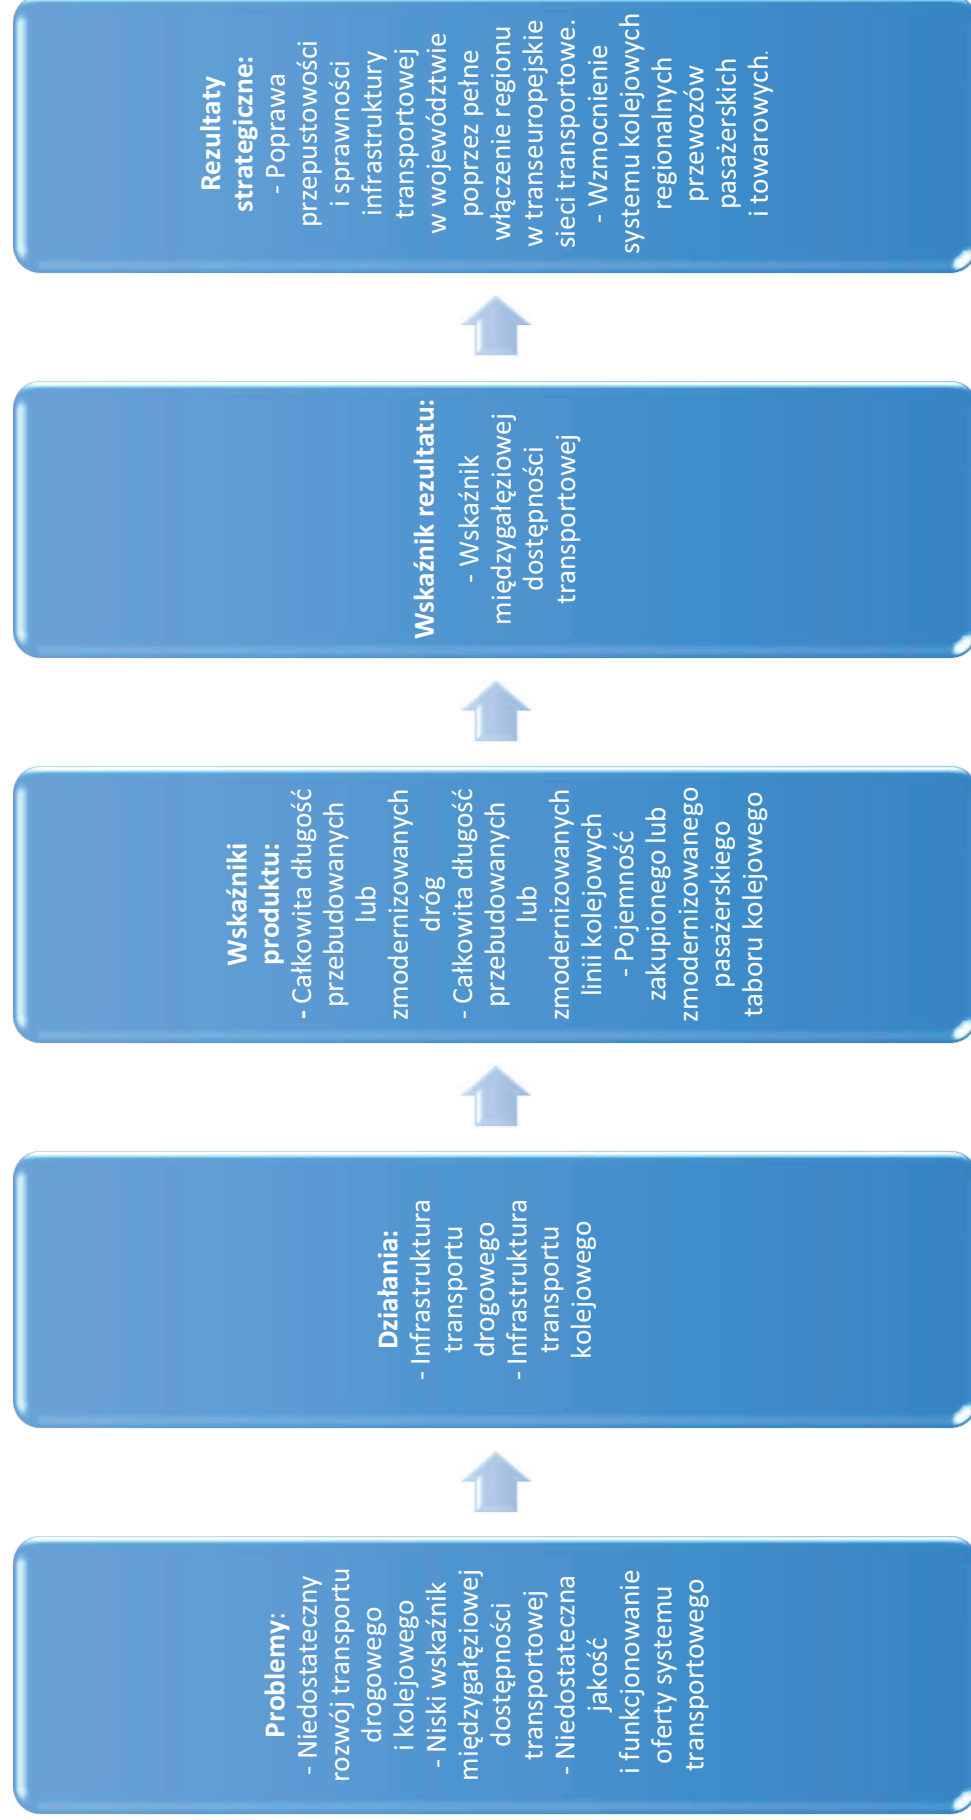 Problemy:
- Niedostateczny
rozwój transportu
drogowego
i kolejowego
- Niski wskaźnik
międzygałęziowej
dostępności
transportowej
- Niedostateczna
jakość
i funkcjonowanie
oferty systemu
transportowego
Działania:
- Infrastruktura
transportu
drogowego
- Infrastruktura
transportu
kolejowego
Wskaźniki
produktu:
- Całkowita długość
przebudowanych
lub
zmodernizowanych
dróg
- Całkowita długość
przebudowanych
lub
zmodernizowanych
linii kolejowych
- Pojemność
zakupionego lub
zmodernizowanego
pasażerskiego
taboru kolejowego
Wskaźnik rezultatu:
- Wskaźnik
międzygałęziowej
dostępności
transportowej
Rezultaty
strategiczne:
- Poprawa
przepustowości
i sprawności
infrastruktury
transportowej
w województwie
poprzez pełne
włączenie regionu
w transeuropejskie
sieci transportowe.
- Wzmocnienie
systemu kolejowych
regionalnych
przewozów
pasażerskich
i towarowych.